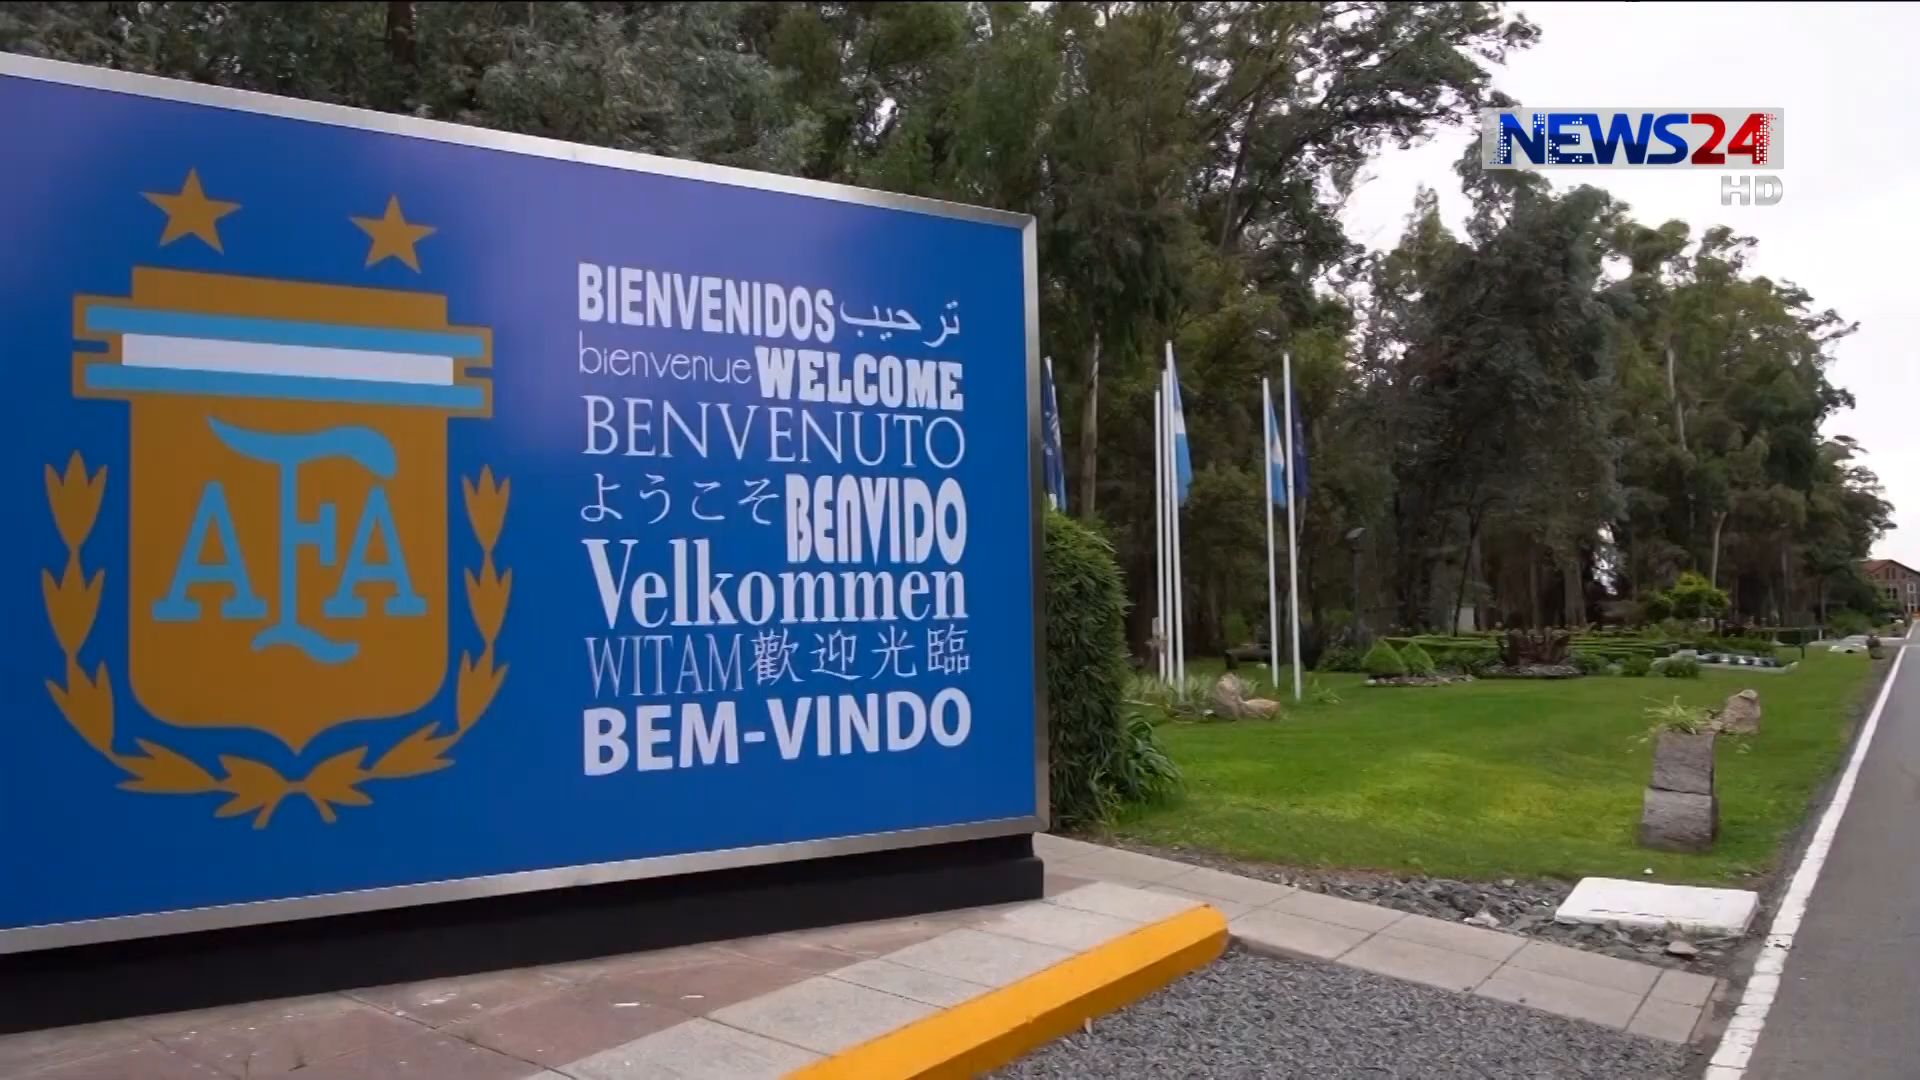 NEWS24
HD
AFA
BIENVENIDOS ترحيب
bienvenue WELCOME
BENVENUTO
ようこそ BENVIDO
Velkommen
WITAM 歡迎光臨
BEM-VINDO